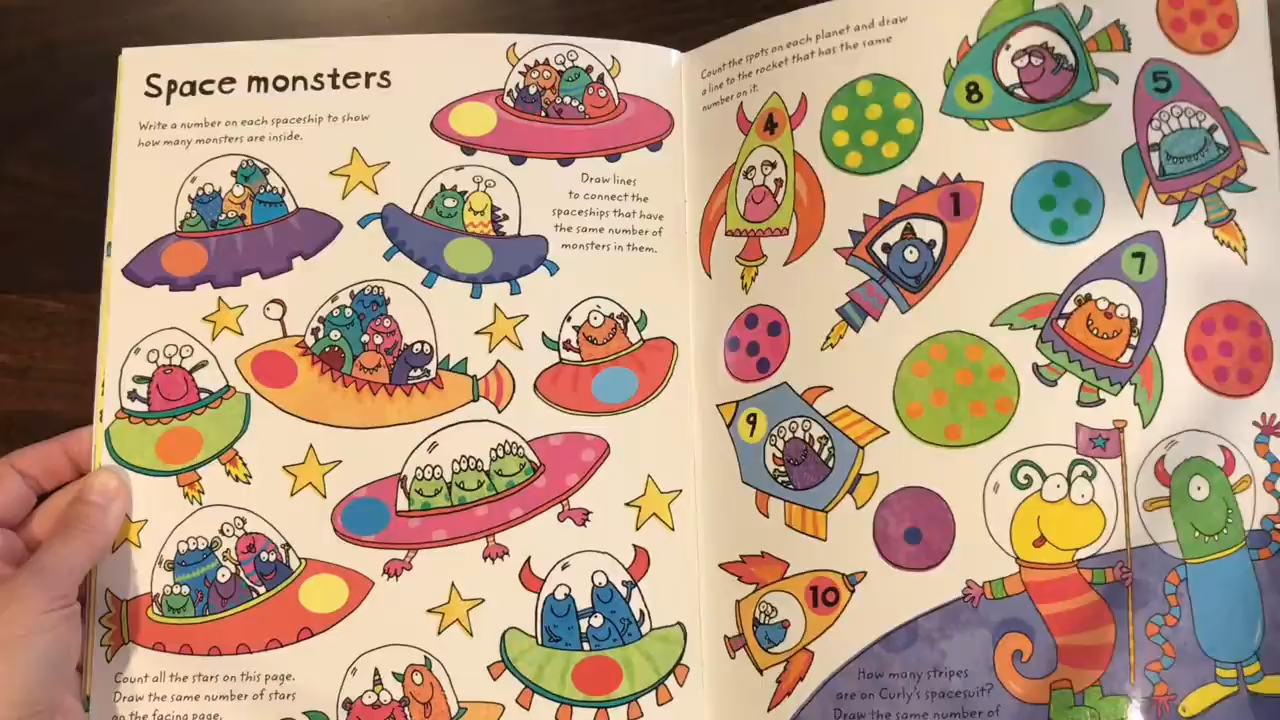 Space monsters
Write a number on each spaceship to show
how many monsters are inside.
Draw lines
to connect the
spaceships that have
the same number of
monsters in them.
Count all the stars on this page.
Draw the same number of stars
on the facing page.
Count the spots on each planet and draw
a line to the rocket that has the same
number on it.
4
8
5
1
7
9
10
How many stripes
are on Curly's spacesuit?
Draw the same number of